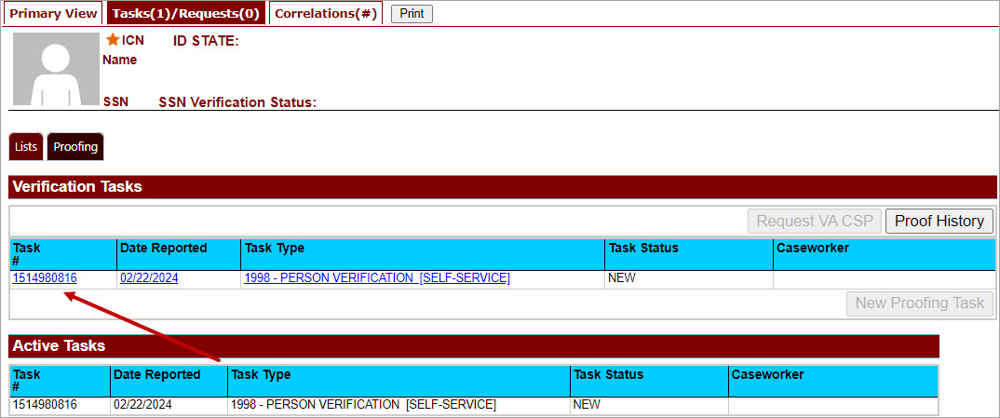 Primary View Tasks(1)/Requests(0) Correlations(#) Print
ICN ID STATE:
Name
SSN SSN Verification Status:
Lists Proofing
Verification Tasks
Request VA CSP Proof History
Task # Date Reported Task Type Task Status Caseworker
1514980816 02/22/2024 1998 - PERSON VERIFICATION [SELF-SERVICE] NEW
New Proofing Task
Active Tasks
Task # Date Reported Task Type Task Status Caseworker
1514980816 02/22/2024 1998 - PERSON VERIFICATION [SELF-SERVICE] NEW